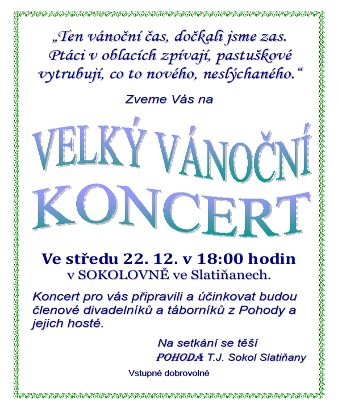 „Ten vánoční čas, dočkali jsme zas.
Ptáci v oblacích zpívají, pastuškové
vytrubují, co to nového, neslýchaného.“
Zveme Vás na
VELKÝ VÁNOČNÍ
KONCERT
Ve středu 22. 12. v 18:00 hodin
v SOKOLOVNĚ ve Slatiňanech.
Koncert pro vás připravili a účinkovat budou
členové divadelníků a táborníků z Pohody a
jejich hosté.
Na setkání se těší
POHODA T.J. Sokol Slatiňany
Vstupné dobrovolné